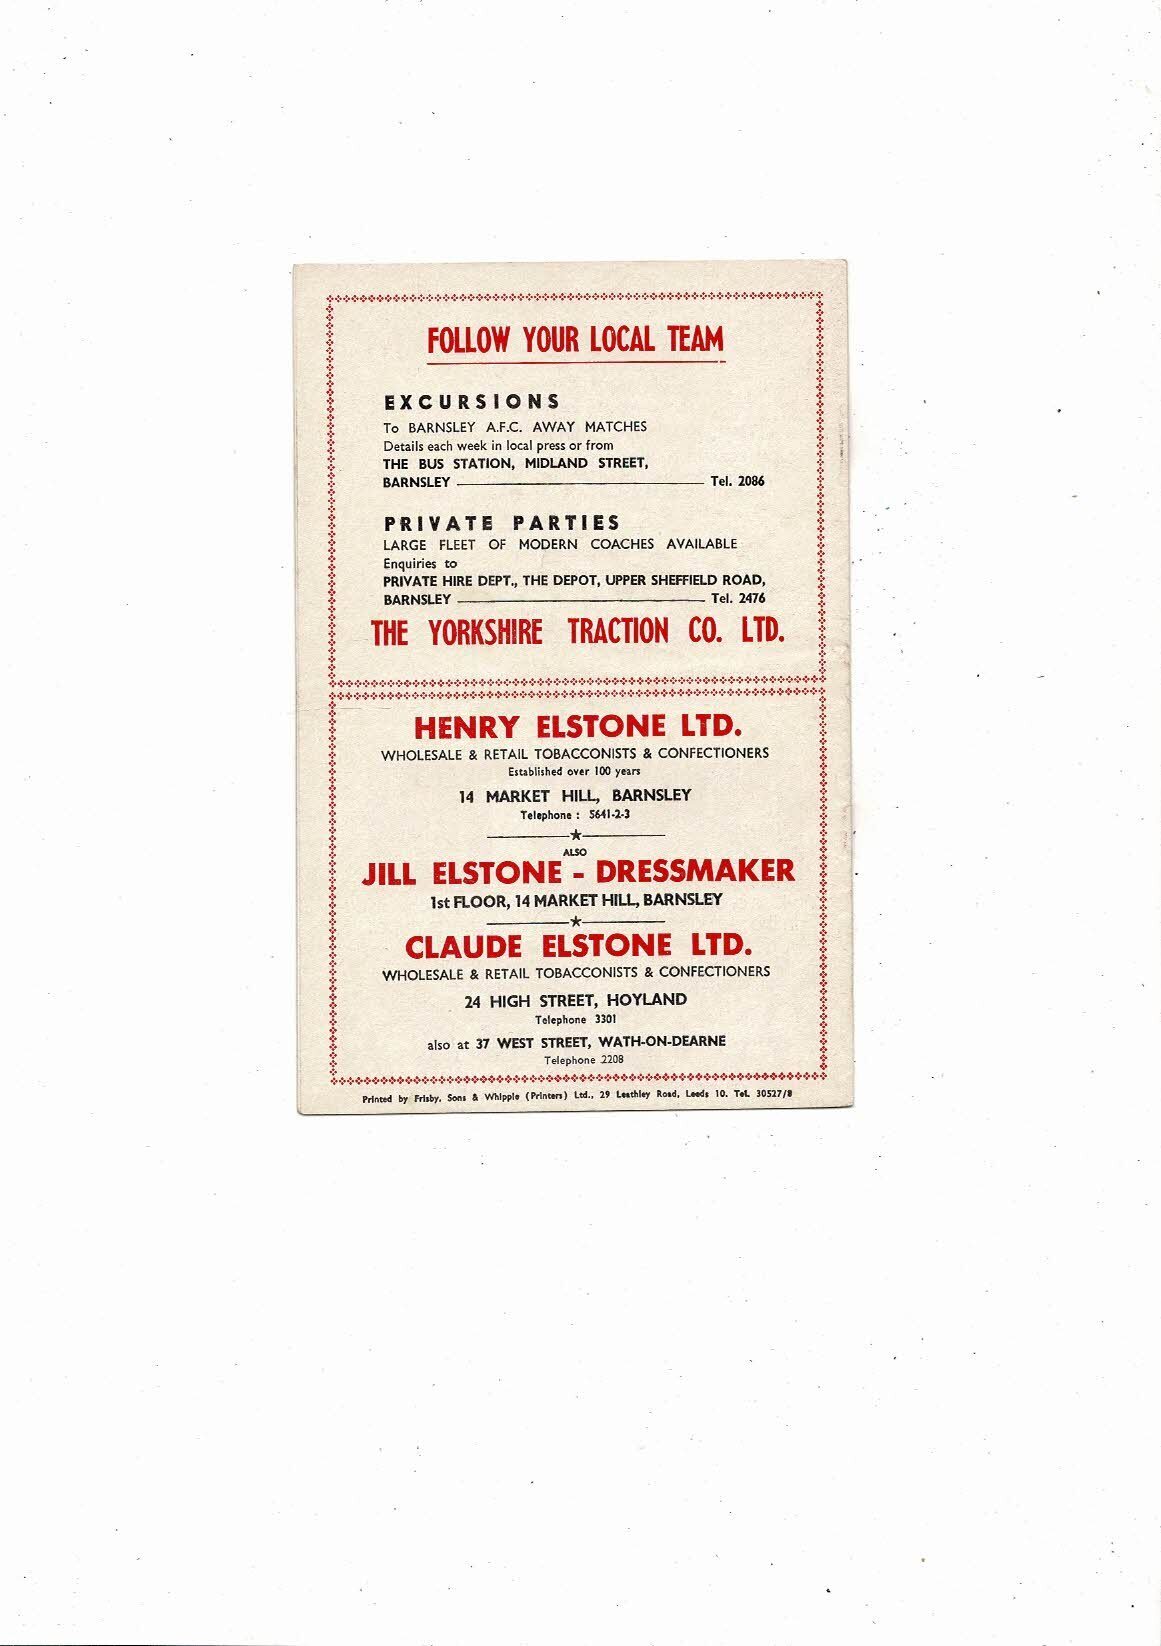 FOLLOW YOUR LOCAL TEAM
EXCURSIONS
To BARNSLEY A.F.C. AWAY MATCHES
Details each week in local press or from
THE BUS STATION, MIDLAND STREET,
BARNSLEY Tel. 2086
PRIVATE PARTIES
LARGE FLEET OF MODERN COACHES AVAILABLE
Enquiries to
PRIVATE HIRE DEPT., THE DEPOT, UPPER SHEFFIELD ROAD,
BARNSLEY Tel. 2476
THE YORKSHIRE TRACTION CO. LTD.
HENRY ELSTONE LTD.
WHOLESALE & RETAIL TOBACCONISTS & CONFECTIONERS
Established over 100 years
14 MARKET HILL, BARNSLEY
Telephone : 5641-2-3
ALSO
JILL ELSTONE - DRESSMAKER
1st FLOOR, 14 MARKET HILL, BARNSLEY
CLAUDE ELSTONE LTD.
WHOLESALE & RETAIL TOBACCONISTS & CONFECTIONERS
24 HIGH STREET, HOYLAND
Telephone 3301
also at 37 WEST STREET, WATH-ON-DEARNE
Telephone 2208
Printed by Frisby, Sons & Whipple (Printers) Ltd., 29 Leathley Road, Leeds 10. Tel. 30527/8